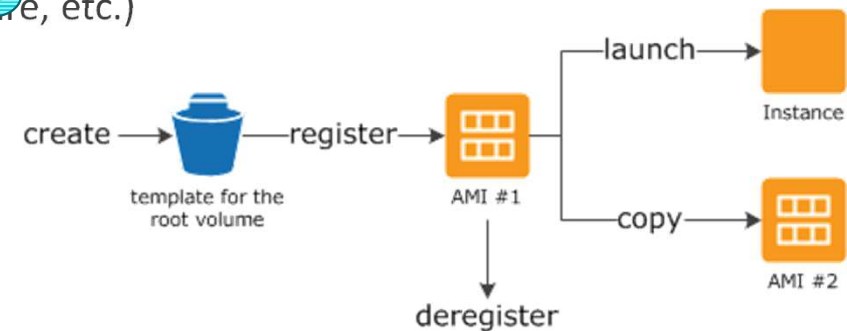 etc.)
create
register
launch
Instance
template for the
root volume
AMI #1
copy
AMI #2
deregister